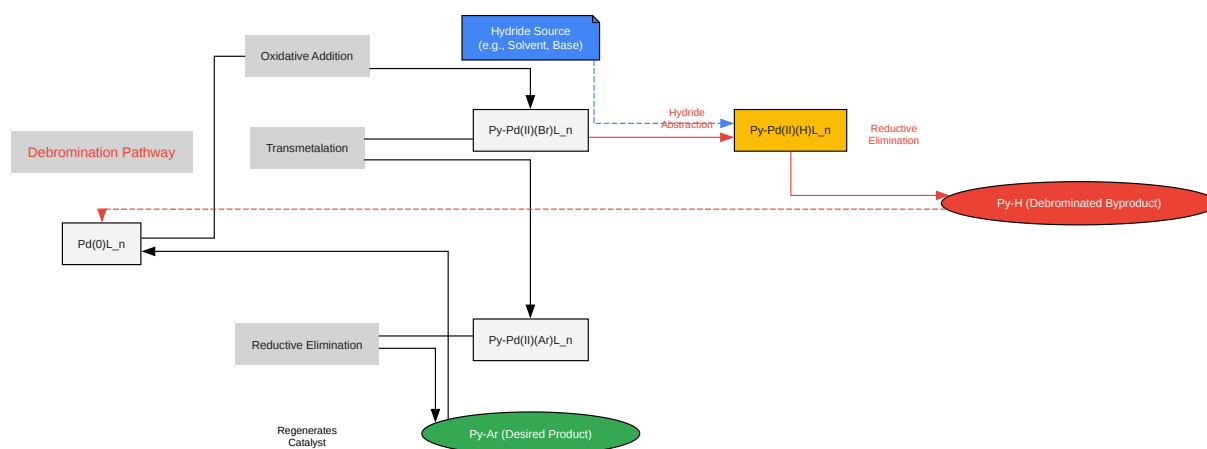 Hydride Source
(e.g., Solvent, Base)
Oxidative Addition
Hydride
Abstraction
Py-Pd(II)(Br)L_n
Py-Pd(II)(H)L_n
Reductive
Elimination
Transmetalation
Debromination Pathway
Py-H (Debrominated Byproduct)
Pd(0)L_n
Reductive Elimination
Py-Pd(II)(Ar)L_n
Regenerates
Catalyst
Py-Ar (Desired Product)